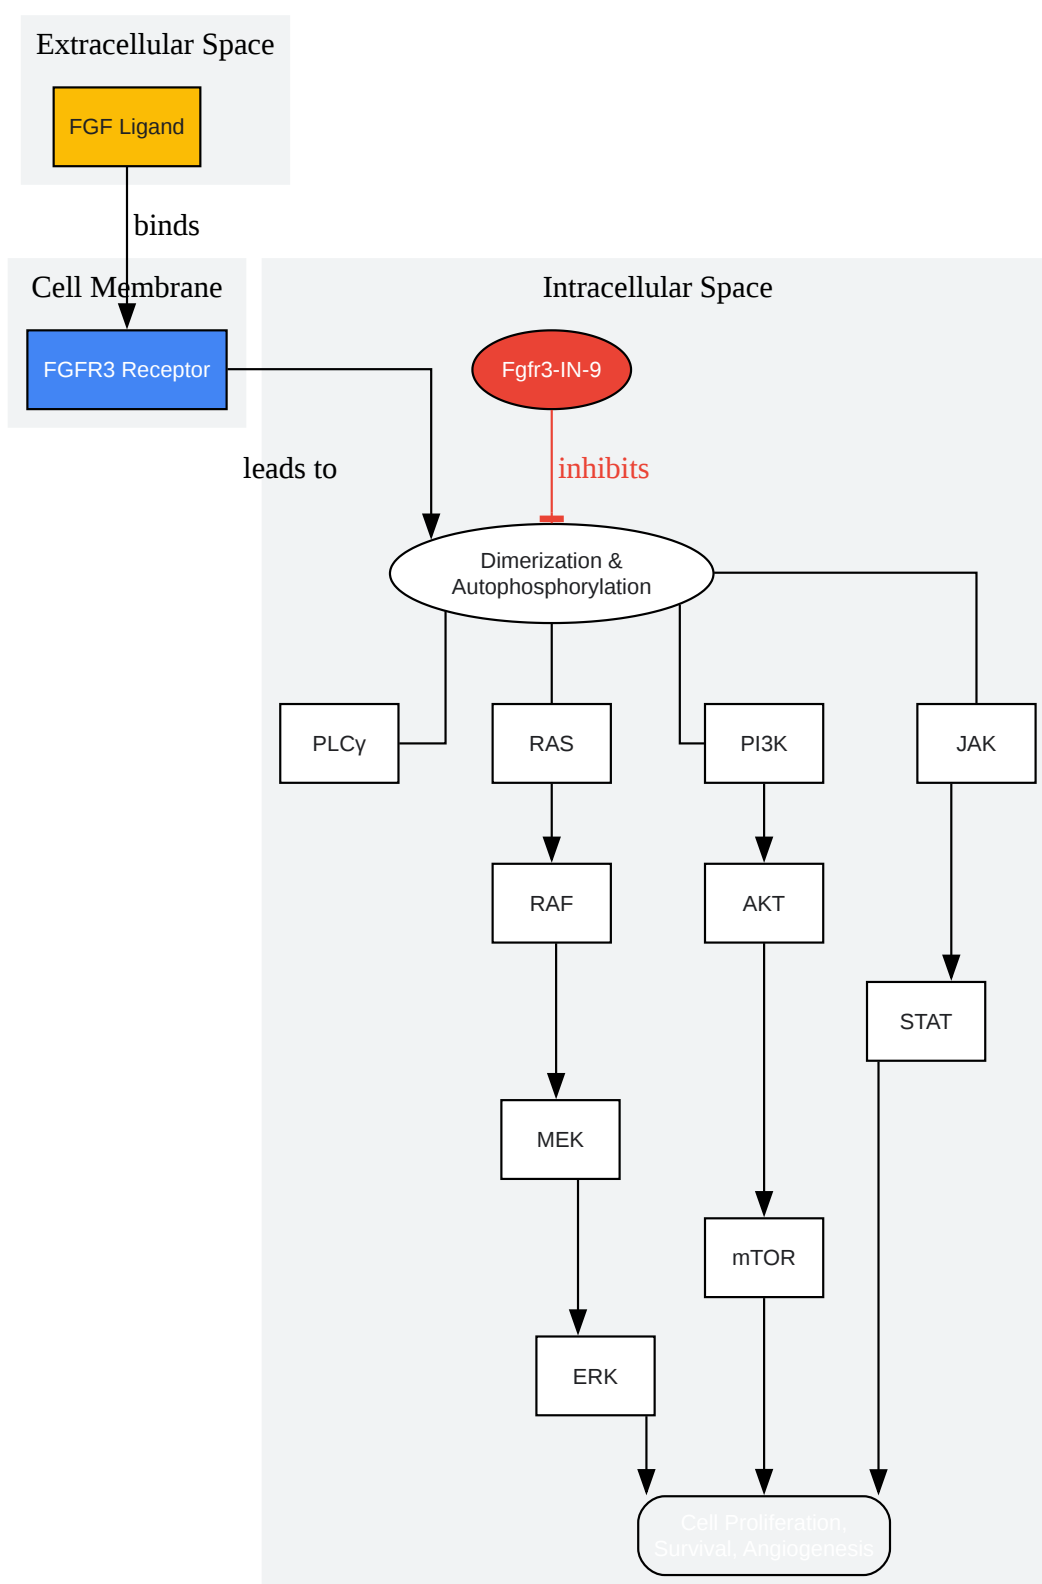 Extracellular Space
FGF Ligand
binds
Cell Membrane
Intracellular Space
FGFR3 Receptor
Fgfr3-IN-9
leads to
inhibits
Dimerization &
Autophosphorylation
PLCγ
RAS
PI3K
JAK
RAF
AKT
STAT
MEK
mTOR
ERK
Cell Proliferation,
Survival, Angiogenesis